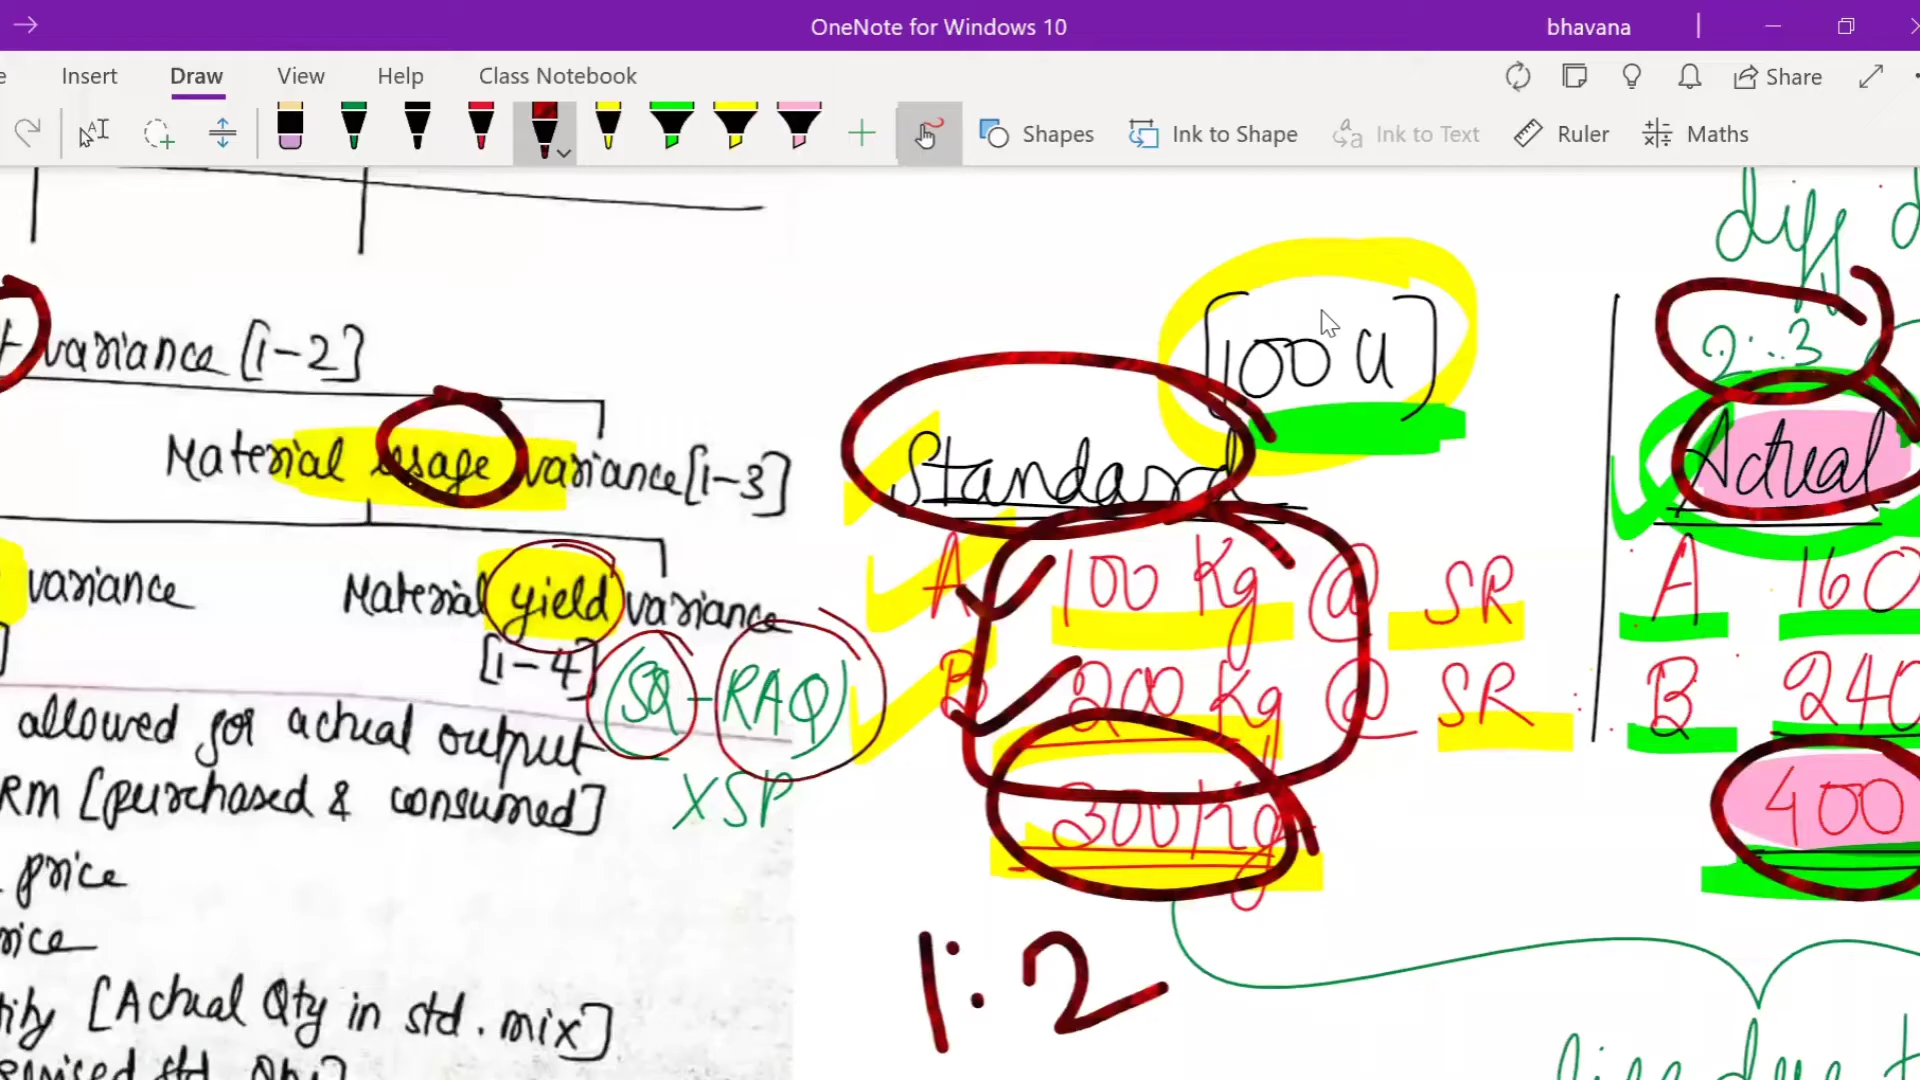 OneNote for Windows 10
bhavana
Insert Draw View Help Class Notebook
Share
Shapes Ink to Shape Ink to Text Ruler Maths
variance [1-2]
Material usage variance [1-3]
variance
Material yield variance
[1-4]
(SQ - RAQ)
X SP
allowed for actual output
RM [purchased & consumed]
price
[Actual Qty in std. mix]
[100 u]
Standard
A 100 Kg @ SR
B 200 Kg @ SR
300 Kg
1:2
diff
2:3
Actual
A 160
B 240
400
due